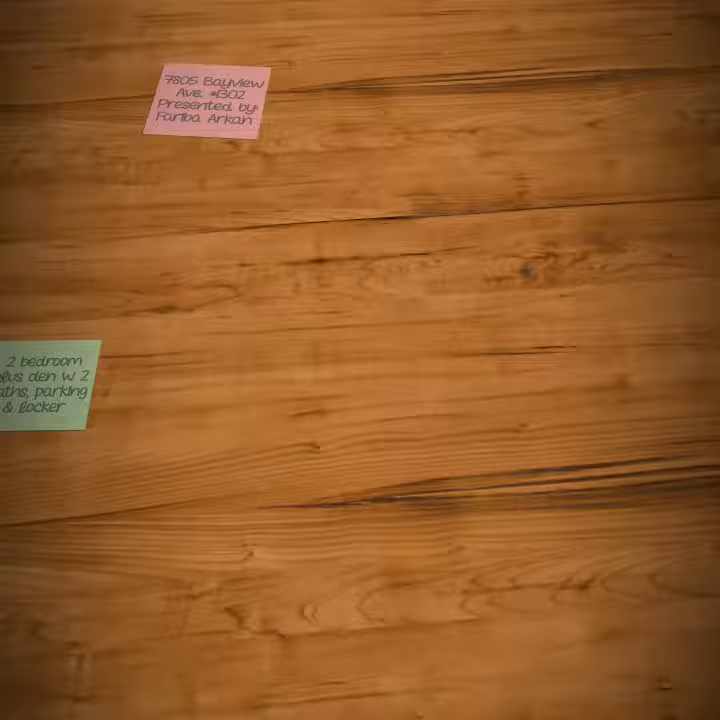 7805 Bayview
Ave. #1302
Presented by:
Fariba Arkan
2 bedroom
plus den w 2
baths, parking
& locker